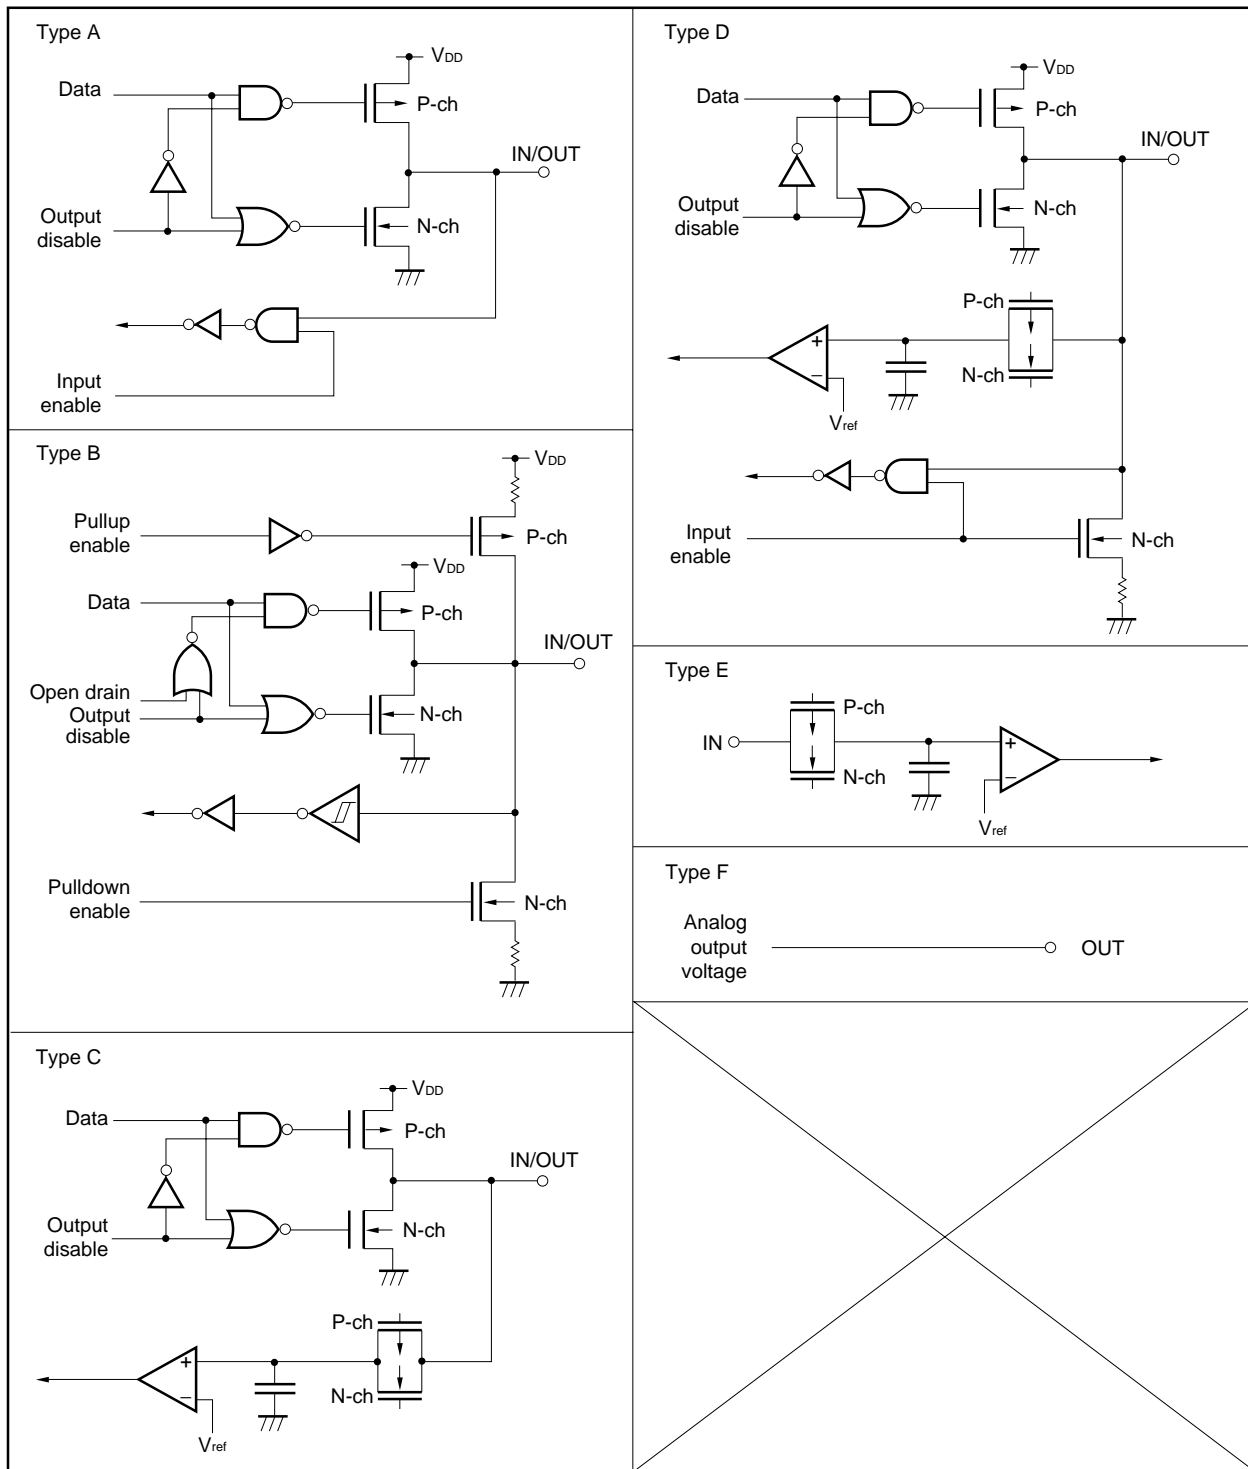 Type A
VDD
Data
P-ch
IN/OUT
Output
disable
N-ch
Input
enable
Type B
VDD
Pullup
enable
P-ch
VDD
Data
P-ch
IN/OUT
Open drain
Output
disable
N-ch
Pulldown
enable
N-ch
Type C
VDD
Data
P-ch
IN/OUT
Output
disable
N-ch
P-ch
+
−
N-ch
Vref
Type D
VDD
Data
P-ch
IN/OUT
Output
disable
N-ch
P-ch
+
−
N-ch
Vref
Input
enable
N-ch
Type E
P-ch
IN
+
−
N-ch
Vref
Type F
Analog
output
voltage
OUT